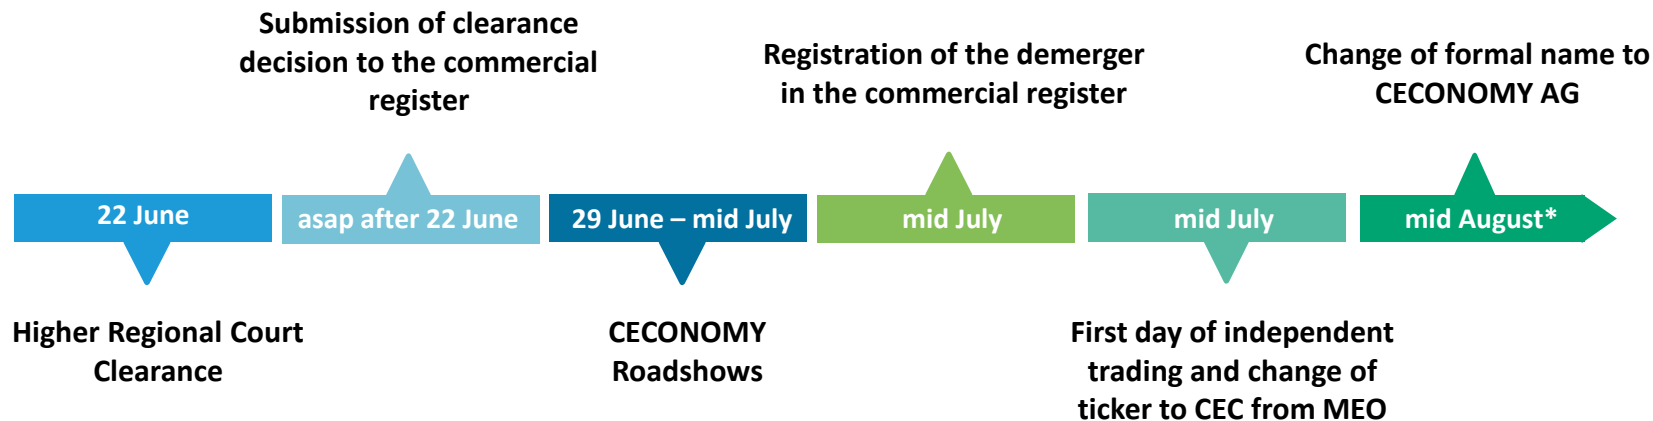 Submission of clearance
decision to the commercial
register
Registration of the demerger
in the commercial register
Change of formal name to
CECONOMY AG
22 June
asap after 22 June
29 June – mid July
mid July
mid July
mid August*
Higher Regional Court
Clearance
CECONOMY
Roadshows
First day of independent
trading and change of
ticker to CEC from MEO